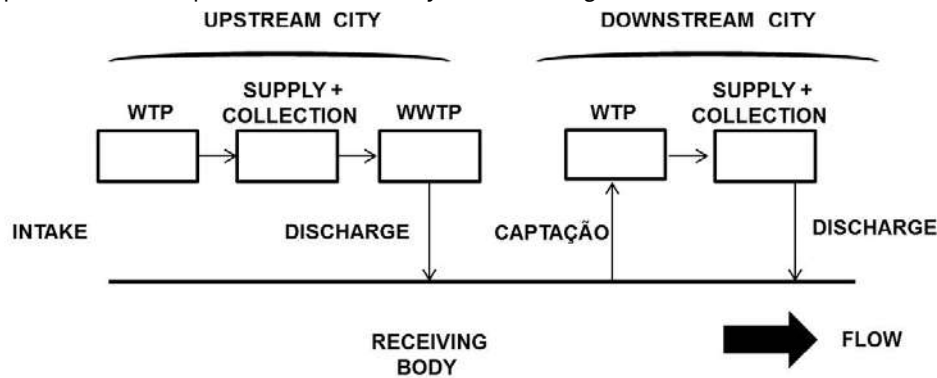 UPSTREAM CITY
DOWNSTREAM CITY
WTP
SUPPLY +
COLLECTION
WWTP
WTP
SUPPLY +
COLLECTION
INTAKE
DISCHARGE
CAPTAÇÃO
DISCHARGE
RECEIVING
BODY
FLOW